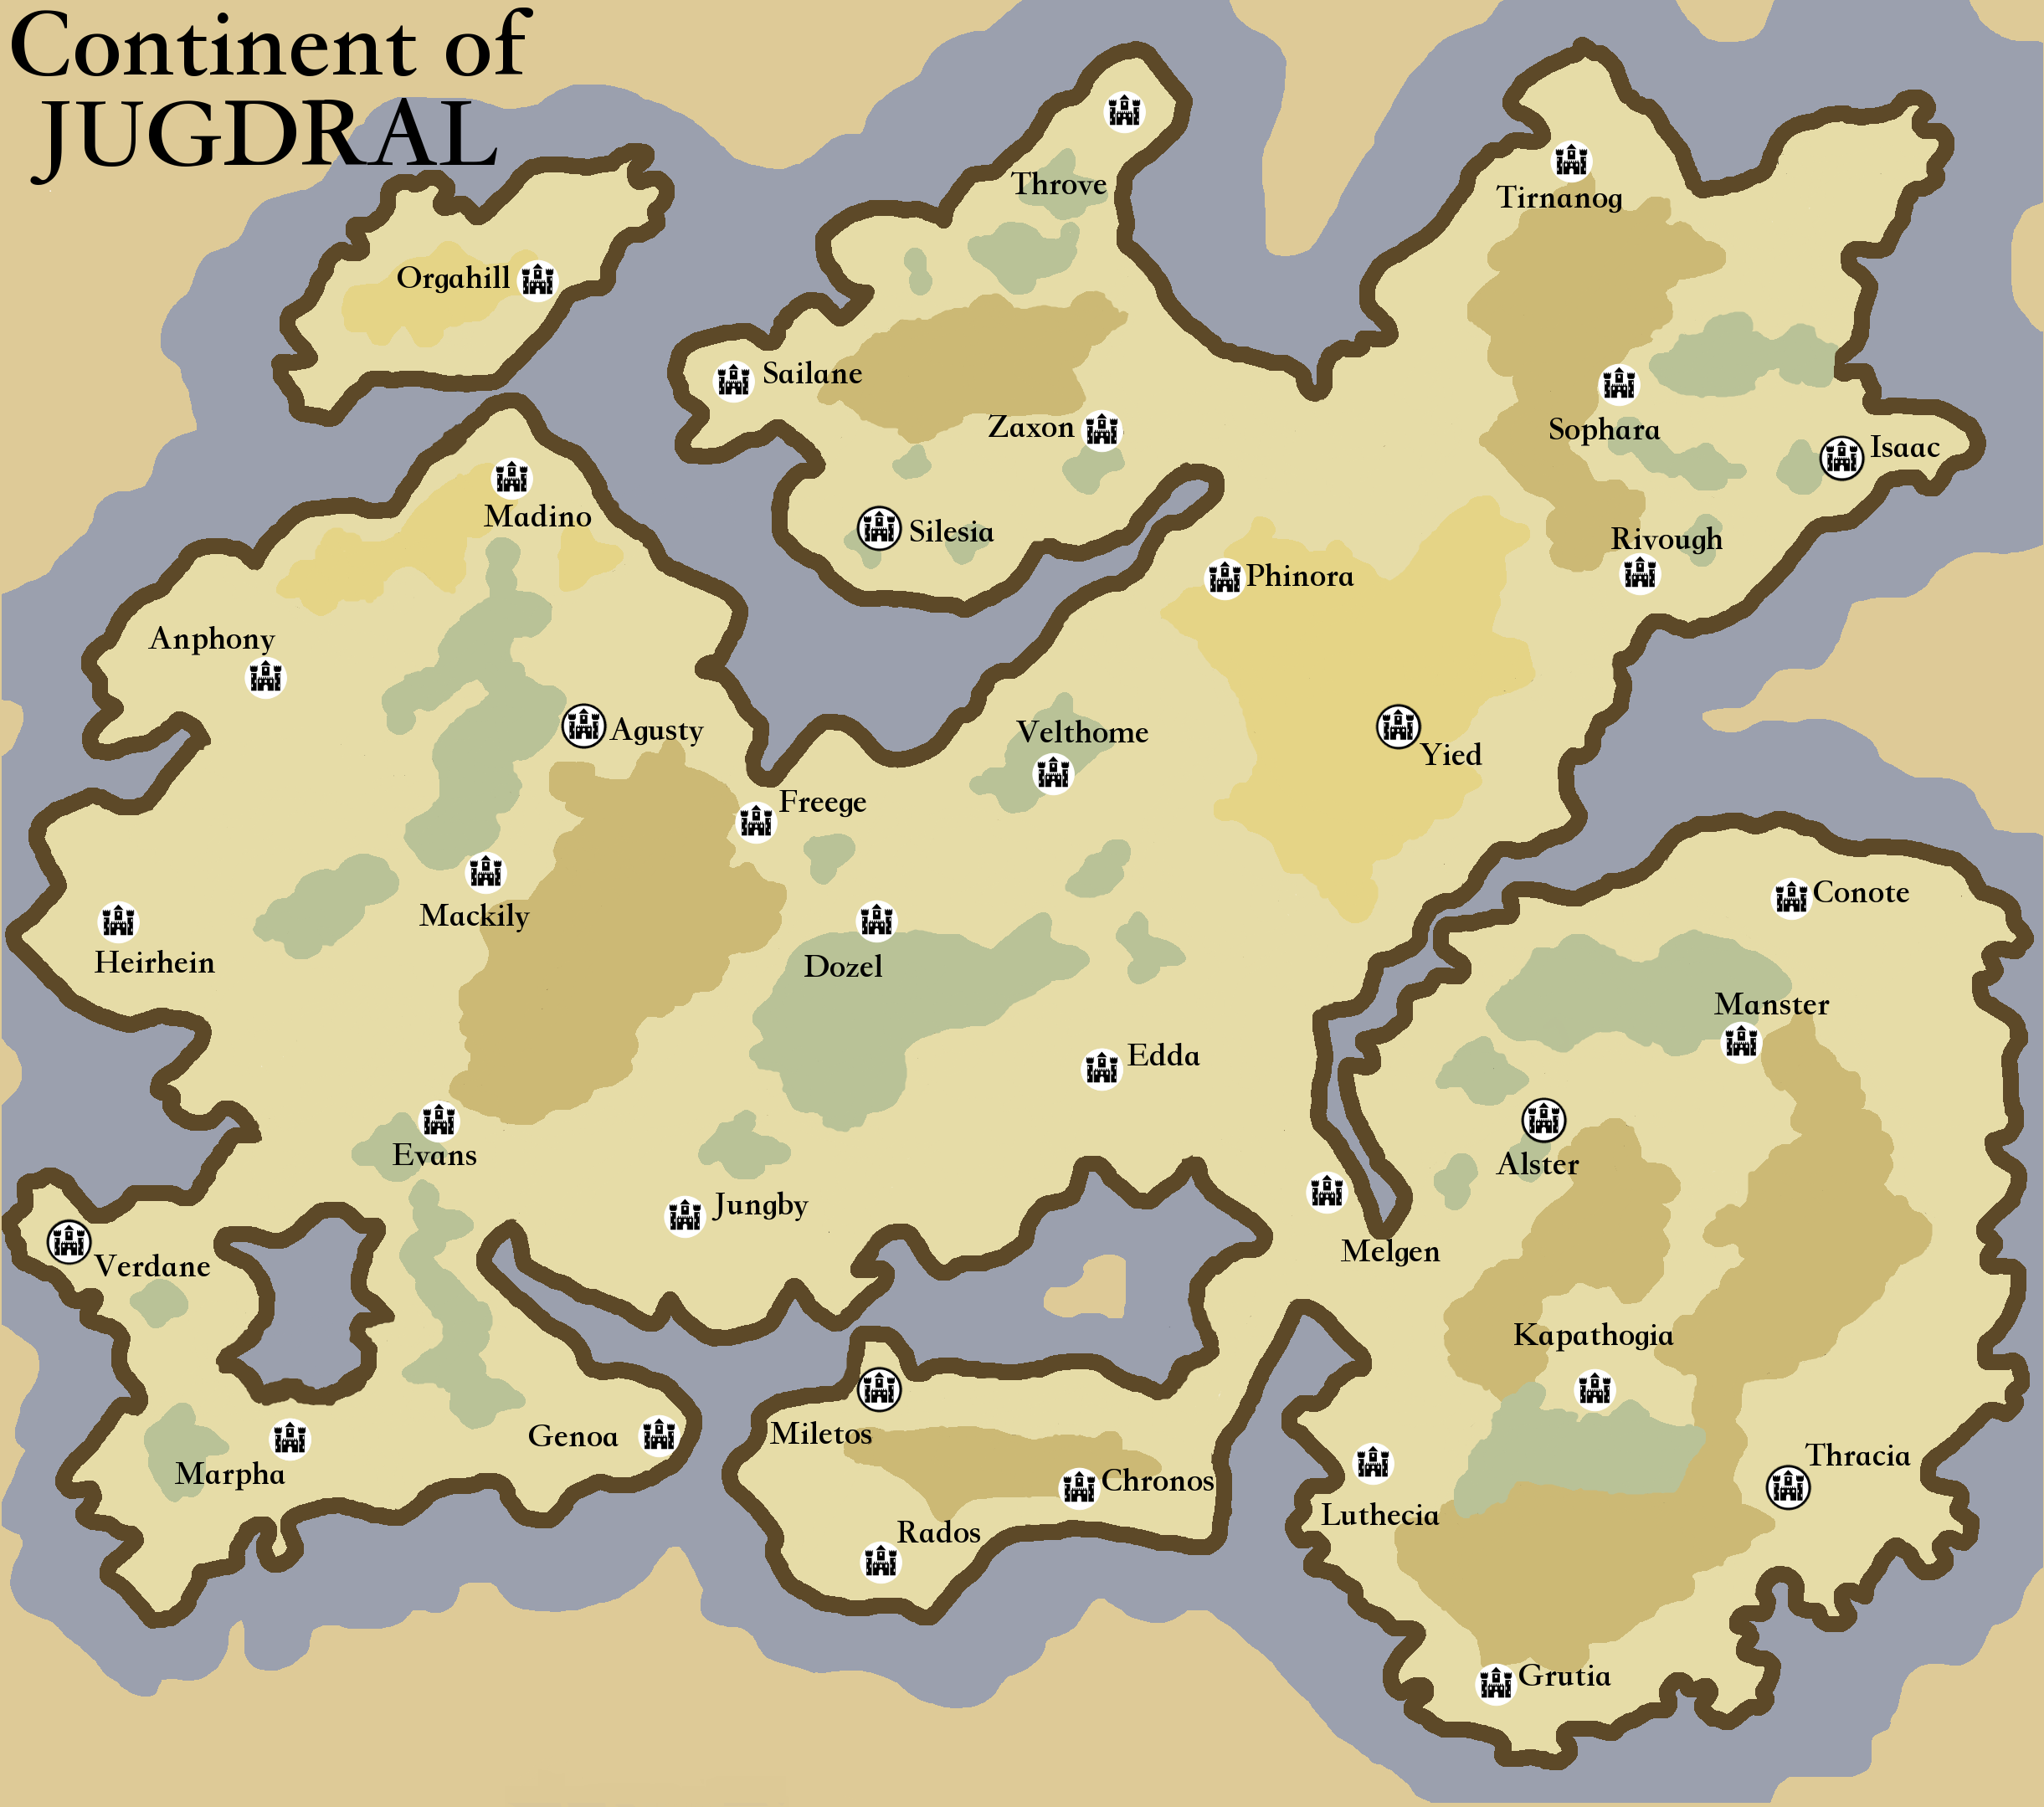 Continent of
JUGDRAL
Throve
Tirnanog
Orgahill
Sailane
Zaxon
Sophara
Isaac
Madino
Silesia
Rivough
Phinora
Anphony
Agusty
Velthome
Yied
Freege
Conote
Mackily
Heirhein
Dozel
Manster
Edda
Evans
Alster
Jungby
Melgen
Verdane
Kapathogia
Miletos
Genoa
Thracia
Marpha
Chronos
Luthecia
Rados
Grutia